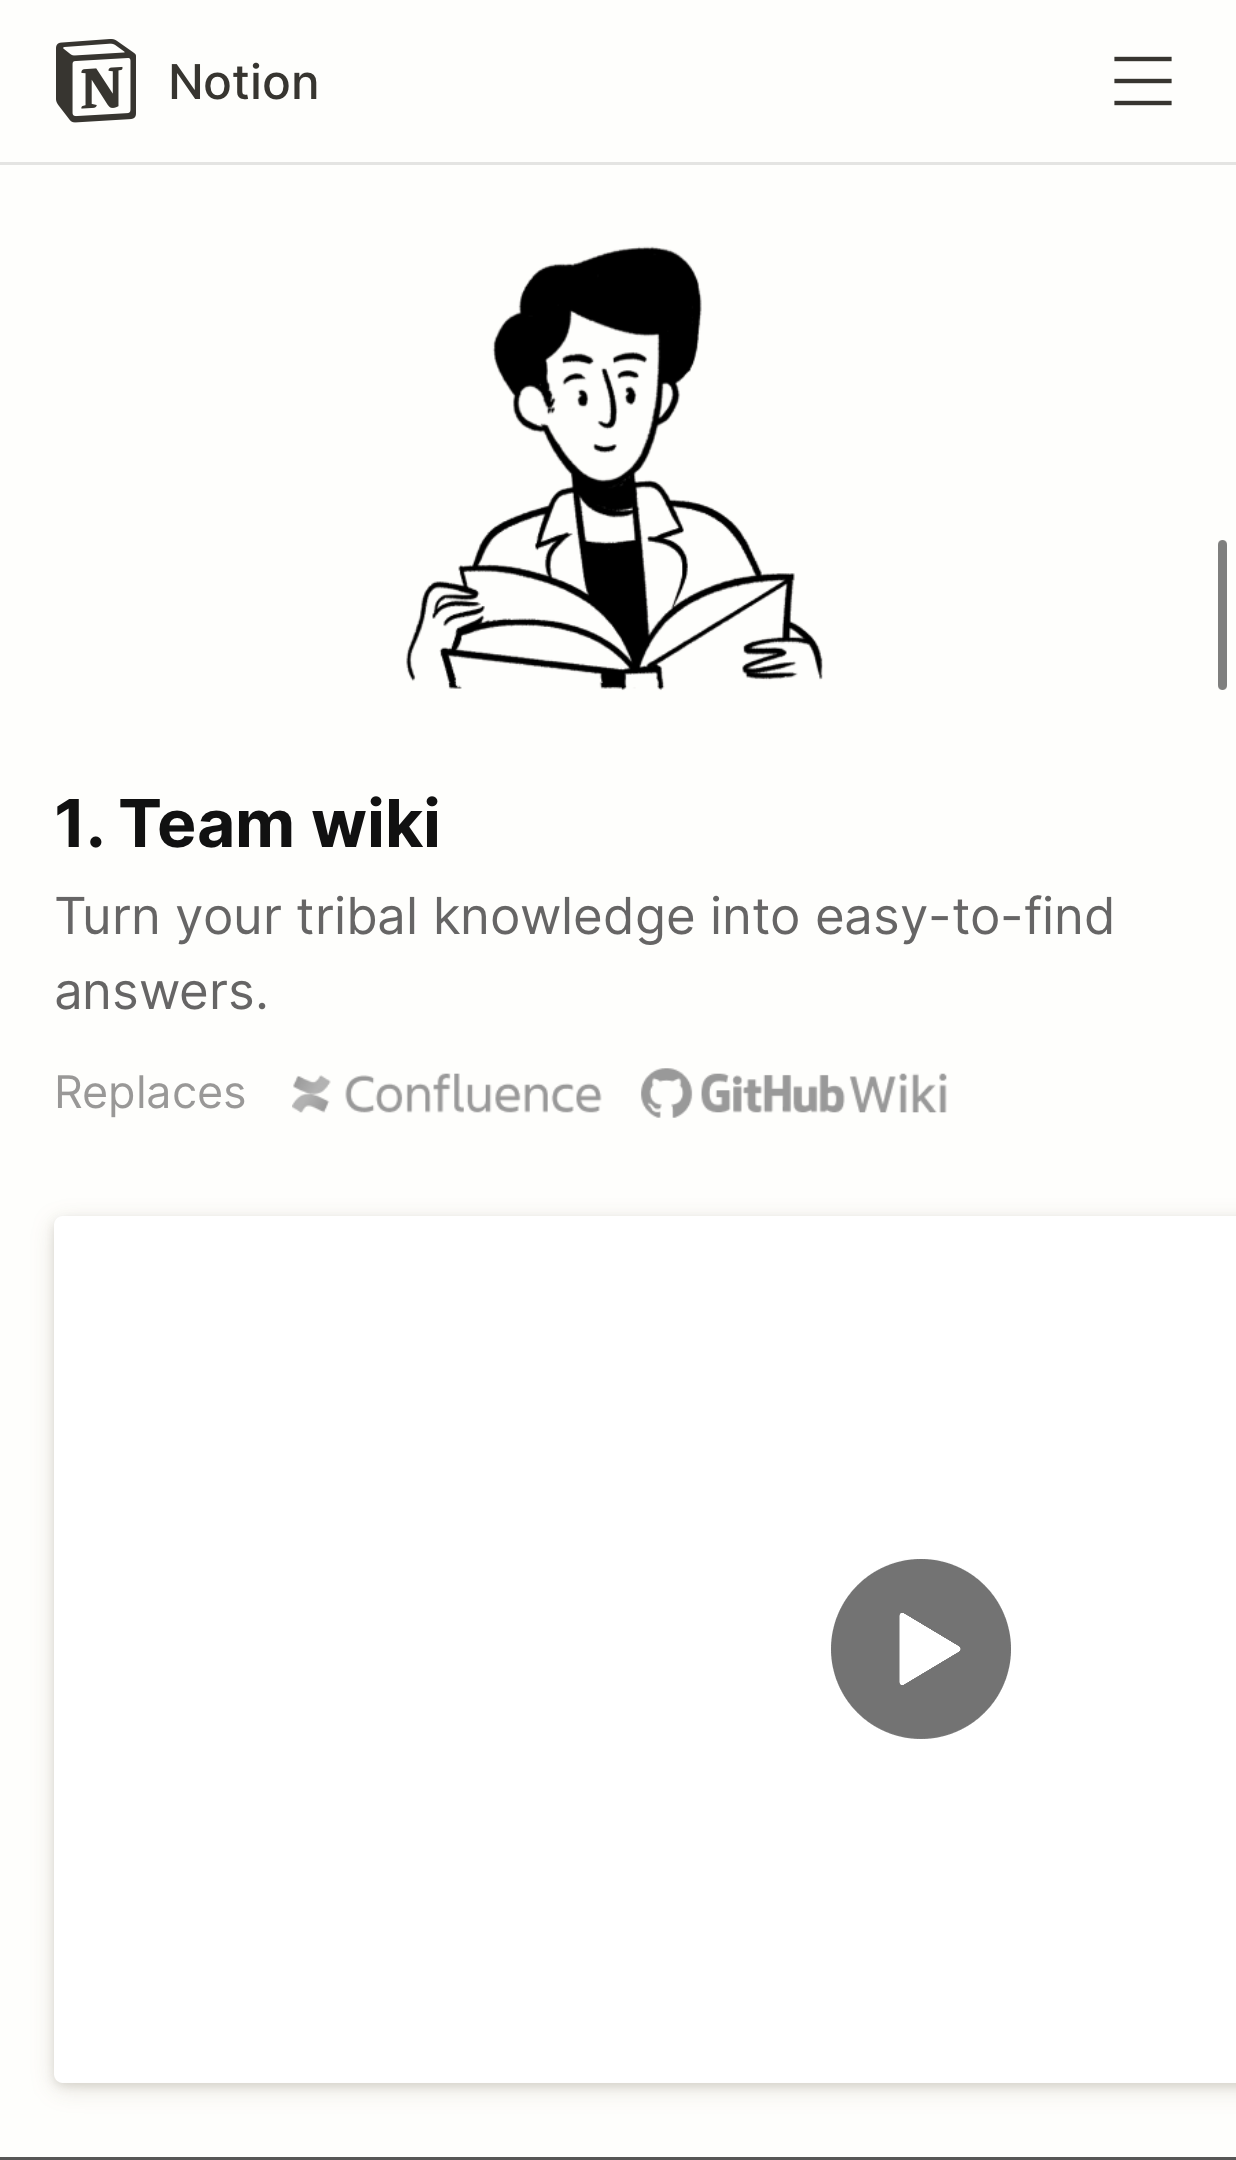 Notion
1. Team wiki
Turn your tribal knowledge into easy-to-find
answers.
Replaces Confluence GitHub Wiki